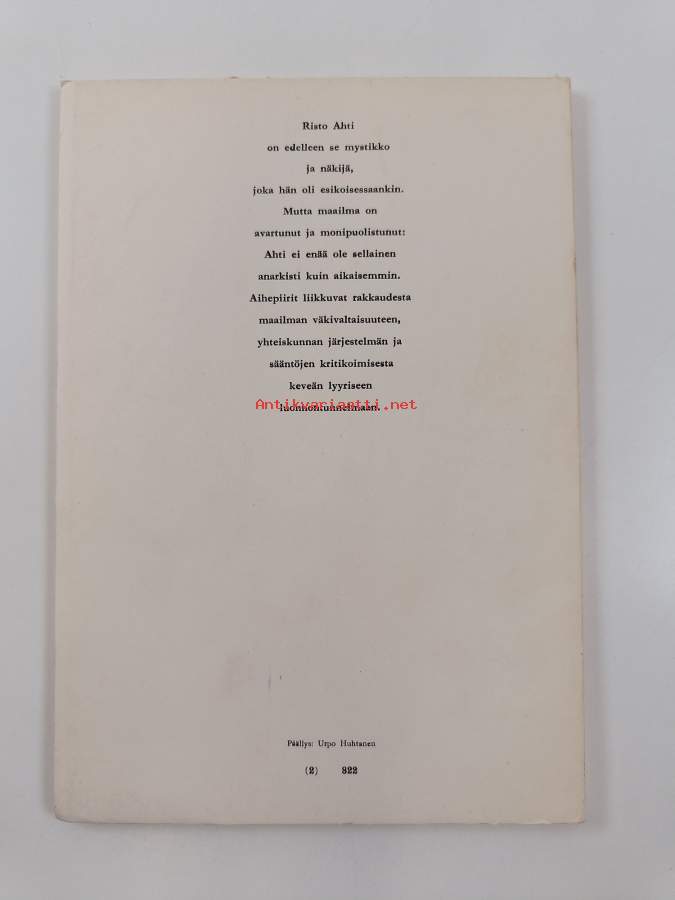 Risto Ahti
on edelleen se mystikko
ja näkijä,
joka hän oli esikoisessaankin.
Mutta maailma on
avartunut ja monipuolistunut:
Ahti ei enää ole sellainen
anarkisti kuin aikaisemmin.
Aihepiirit liikkuvat rakkaudesta
maailman väkivaltaisuuteen,
yhteiskunnan järjestelmän ja
sääntöjen kritikoimisesta
keveän lyyriseen
Antikvariaatti.net
luonnontunnelmaan.
Päällys: Urpo Huhtanen
(2) 822